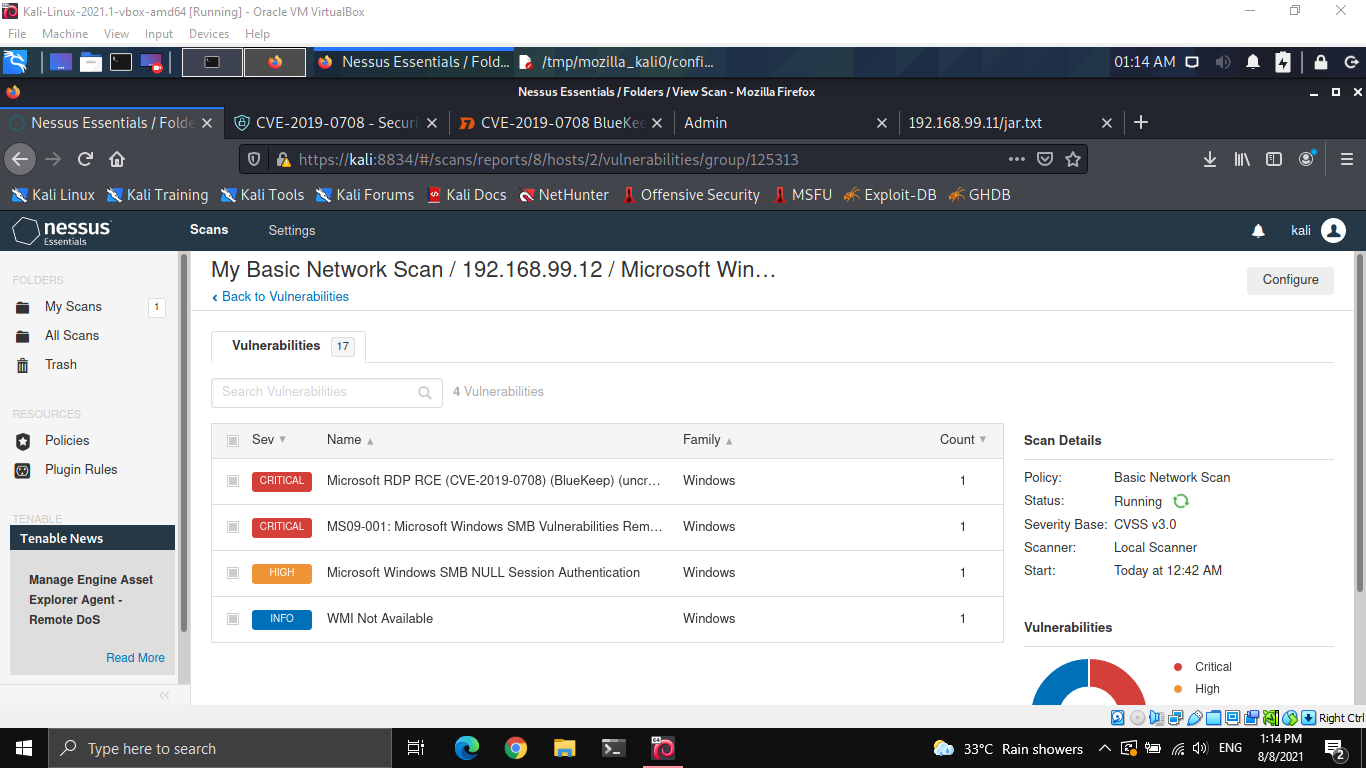 Kali-Linux-2021.1-vbox-amd64 [Running] - Oracle VM VirtualBox
File Machine View Input Devices Help
Nessus Essentials / Fold... /tmp/mozilla_kali0/confi... 01:14 AM
Nessus Essentials / Folders / View Scan - Mozilla Firefox
Nessus Essentials / Folde CVE-2019-0708 - Securi CVE-2019-0708 BlueKee Admin 192.168.99.11/jar.txt
https://kali:8834/#/scans/reports/8/hosts/2/vulnerabilities/group/125313
Kali Linux Kali Training Kali Tools Kali Forums Kali Docs NetHunter Offensive Security MSFU Exploit-DB GHDB
nessus Essentials Scans Settings kali
My Basic Network Scan / 192.168.99.12 / Microsoft Win...
Configure
Back to Vulnerabilities
FOLDERS
My Scans 1
All Scans
Trash
RESOURCES
Policies
Plugin Rules
TENABLE
Tenable News
Manage Engine Asset
Explorer Agent -
Remote DoS
Read More
Vulnerabilities 17
Search Vulnerabilities 4 Vulnerabilities
Sev Name Family Count
CRITICAL Microsoft RDP RCE (CVE-2019-0708) (BlueKeep) (uncr... Windows 1
CRITICAL MS09-001: Microsoft Windows SMB Vulnerabilities Rem... Windows 1
HIGH Microsoft Windows SMB NULL Session Authentication Windows 1
INFO WMI Not Available Windows 1
Scan Details
Policy: Basic Network Scan
Status: Running
Severity Base: CVSS v3.0
Scanner: Local Scanner
Start: Today at 12:42 AM
Vulnerabilities
Critical
High
Right Ctrl
Type here to search
33°C Rain showers ENG
1:14 PM
8/8/2021
2